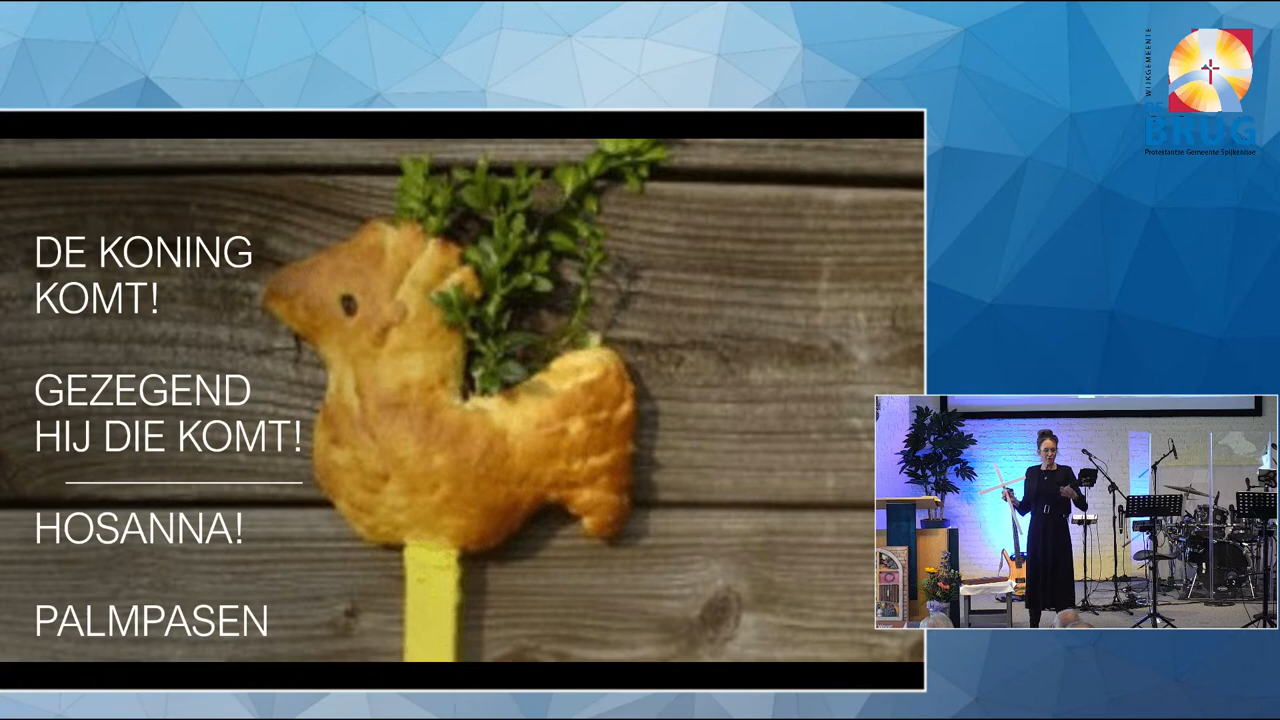 DE KONING
KOMT!
GEZEGEND
HIJ DIE KOMT!
HOSANNA!
PALMPASEN
WIJKGEMEENTE
DE
BRUG
Protestantse Gemeente Spijkenisse